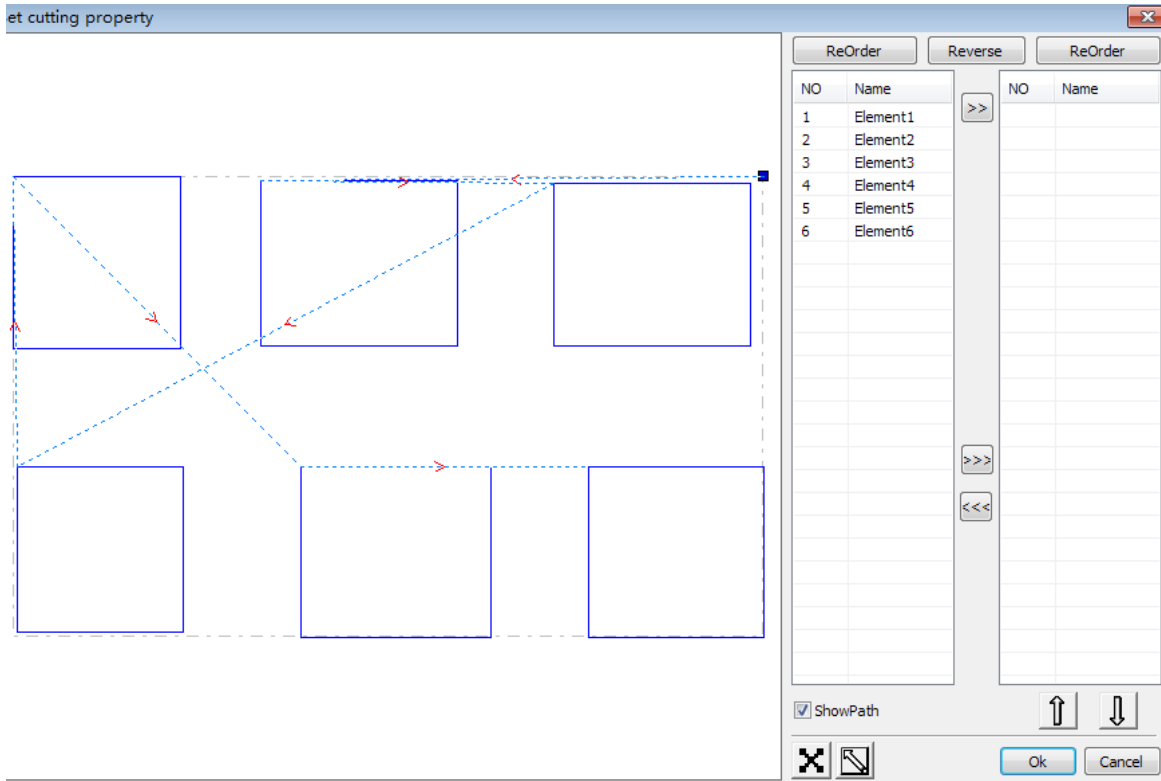 et cutting property
ReOrder Reverse ReOrder
NO Name >> NO Name
1 Element1
2 Element2
3 Element3
4 Element4
5 Element5
6 Element6
>>>
<<<
ShowPath
Ok Cancel